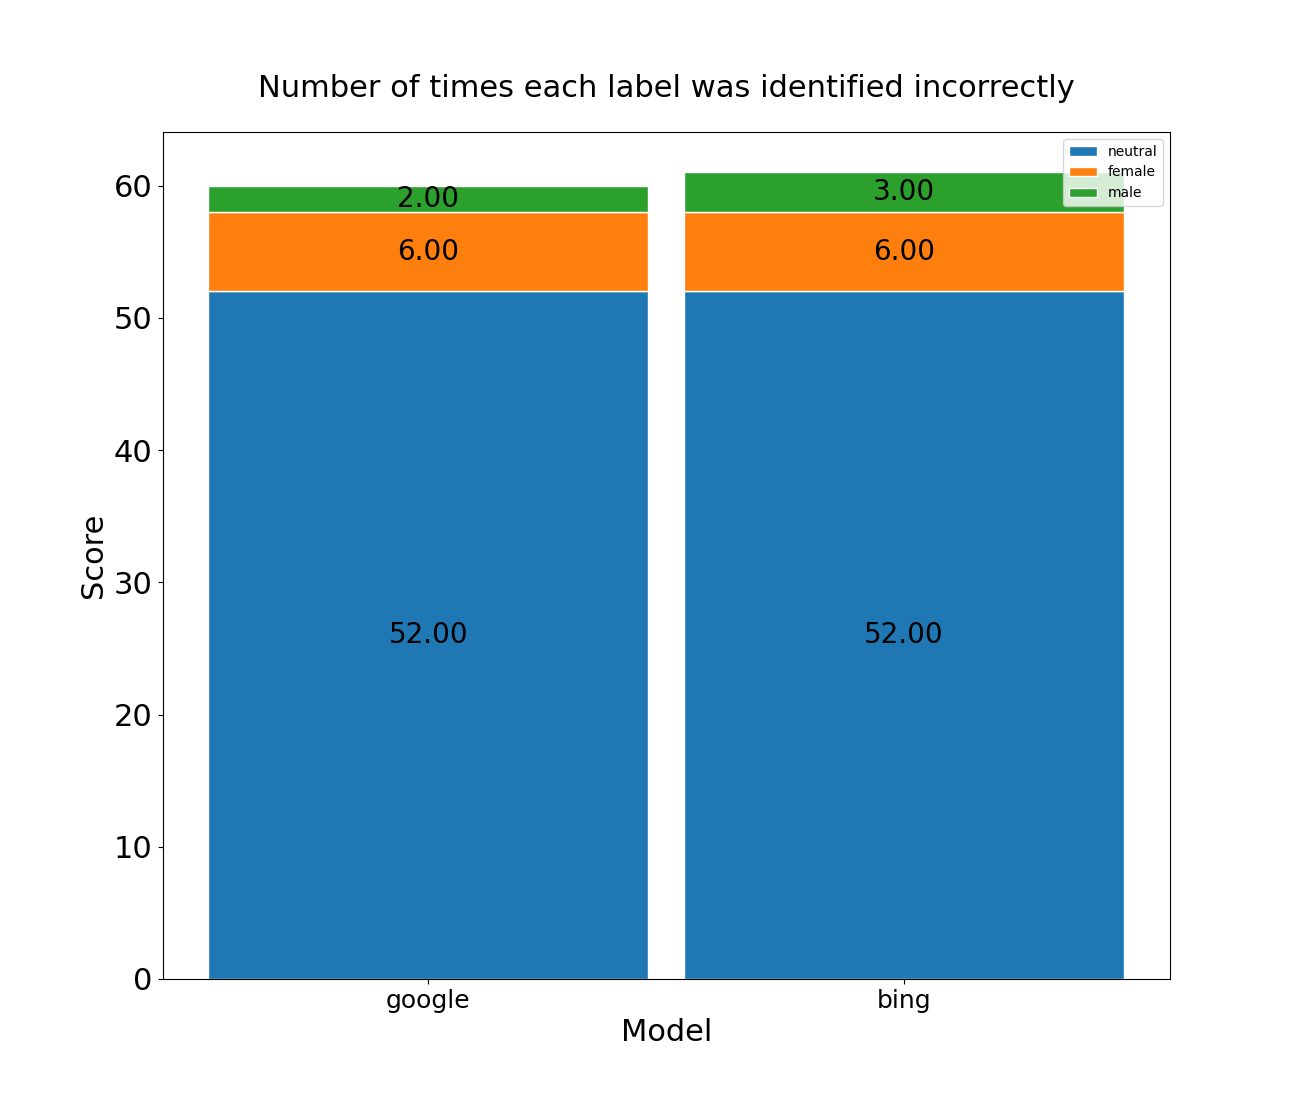 Number of times each label was identified incorrectly
neutral
female
male
60
50
40
30
20
10
0
Score
2.00
3.00
6.00
6.00
52.00
52.00
google
bing
Model